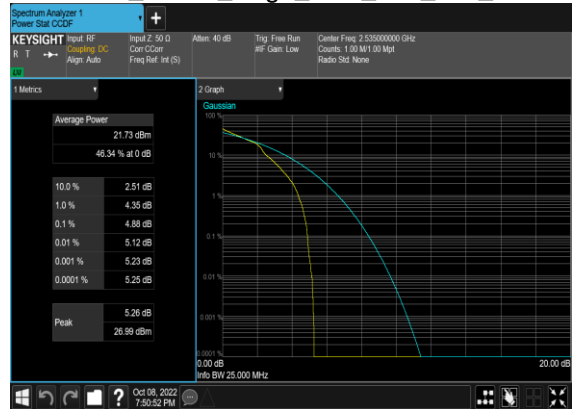 Spectrum Analyzer 1
Power Stat CCDF
+
KEYSIGHT
R T
LW
Input: RF
Coupling: DC
Align: Auto
Input Z: 50 Ω
Corr CCorr
Freq Ref: Int (S)
Atten: 40 dB
Trig: Free Run
#IF Gain: Low
Center Freq: 2.535000000 GHz
Counts: 1.00 M/1.00 Mpt
Radio Std: None
1 Metrics
Average Power
21.73 dBm
46.34 % at 0 dB
10.0 % 2.51 dB
1.0 % 4.35 dB
0.1 % 4.88 dB
0.01 % 5.12 dB
0.001 % 5.23 dB
0.0001 % 5.25 dB
Peak
5.26 dB
26.99 dBm
2 Graph
Gaussian
100 %
10 %
1 %
0.1 %
0.01 %
0.001 %
0.0001 %
0.00 dB
20.00 dB
Info BW 25.000 MHz
?
Oct 08, 2022
7:50:52 PM